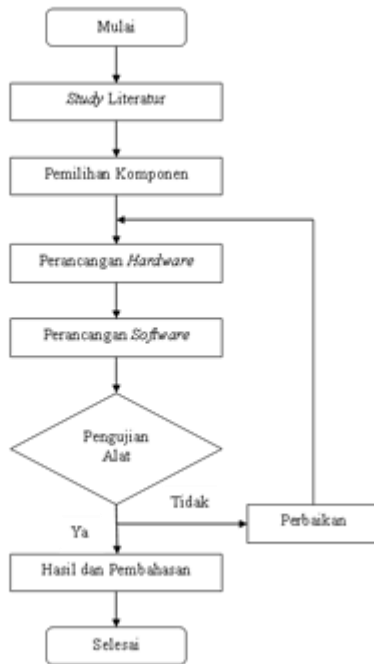 Mulai
Study Literatur
Pemilihan Komponen
Perancangan Hardware
Perancangan Software
Pengujian
Alat
Tidak
Perbaikan
Ya
Hasil dan Pembahasan
Selesai